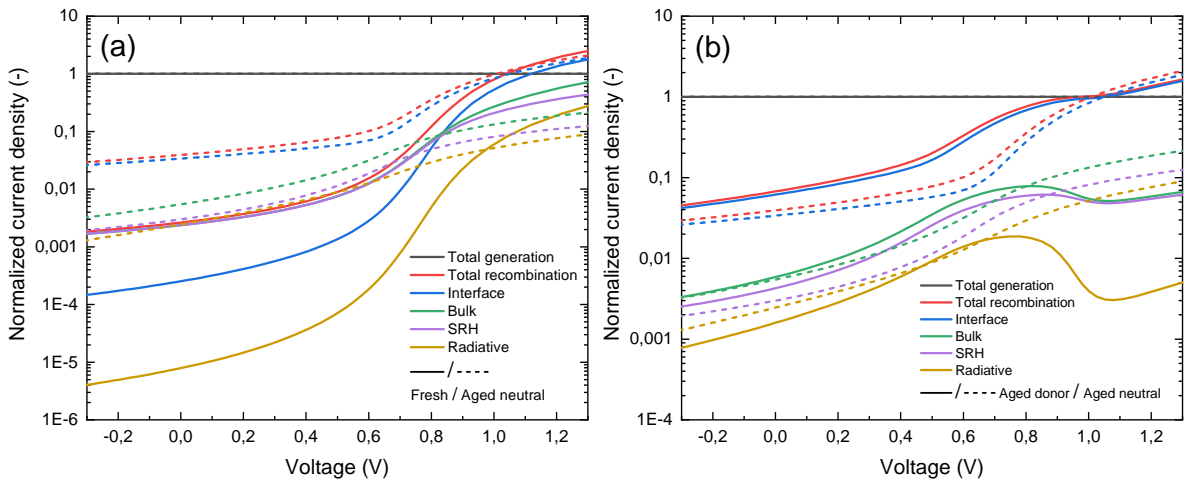 (a)
Normalized current density (-)
10
1
0,1
0,01
0,001
1E-4
1E-5
1E-6
Total generation
Total recombination
Interface
Bulk
SRH
Radiative
/
Fresh / Aged neutral
-0,2 0,0 0,2 0,4 0,6 0,8 1,0 1,2
Voltage (V)
(b)
Normalized current density (-)
10
1
0,1
0,01
0,001
1E-4
Total generation
Total recombination
Interface
Bulk
SRH
Radiative
/ Aged donor / Aged neutral
-0,2 0,0 0,2 0,4 0,6 0,8 1,0 1,2
Voltage (V)